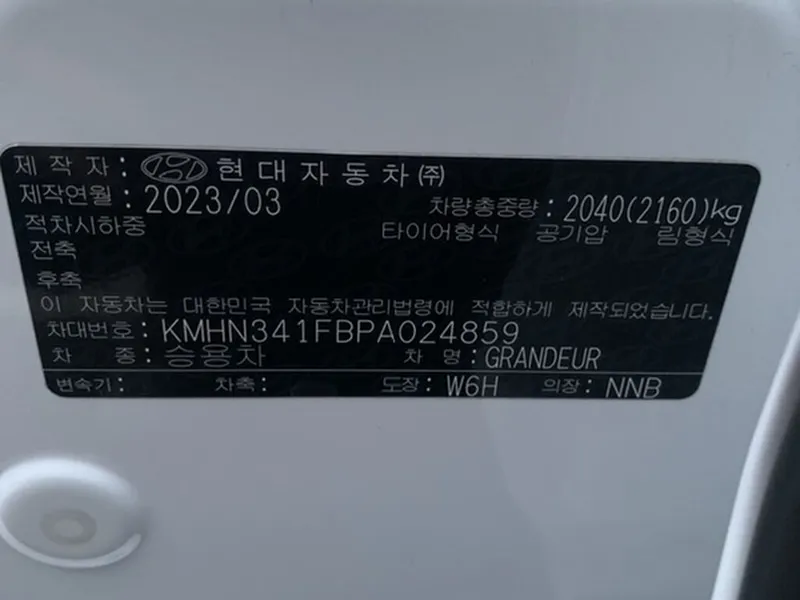 제 작 자 : 현대자동차㈜
제작연월 : 2023/03 차량총중량 : 2040(2160)kg
적차시하중 타이어형식 공기압 림형식
전축
후축
이 자동차는 대한민국 자동차관리법령에 적합하게 제작되었습니다.
차대번호 : KMHN341FBPA024859
차 종 : 승용차 차 명 : GRANDEUR
변속기 : 차축 : 도장 : W6H 의장 : NNB